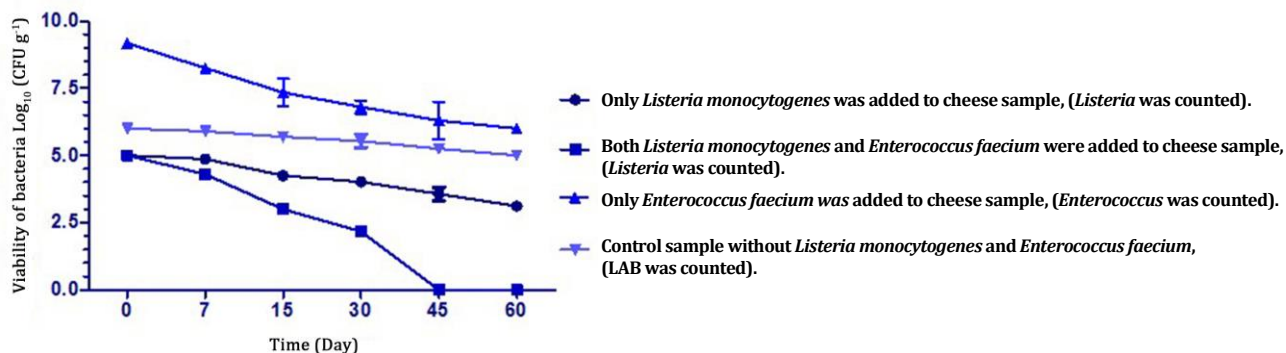 Viability of bacteria Log₁₀ (CFU g⁻¹)
10.0
7.5
5.0
2.5
0.0
0 7 15 30 45 60
Time (Day)
Only Listeria monocytogenes was added to cheese sample, (Listeria was counted).
Both Listeria monocytogenes and Enterococcus faecium were added to cheese sample,
(Listeria was counted).
Only Enterococcus faecium was added to cheese sample, (Enterococcus was counted).
Control sample without Listeria monocytogenes and Enterococcus faecium,
(LAB was counted).